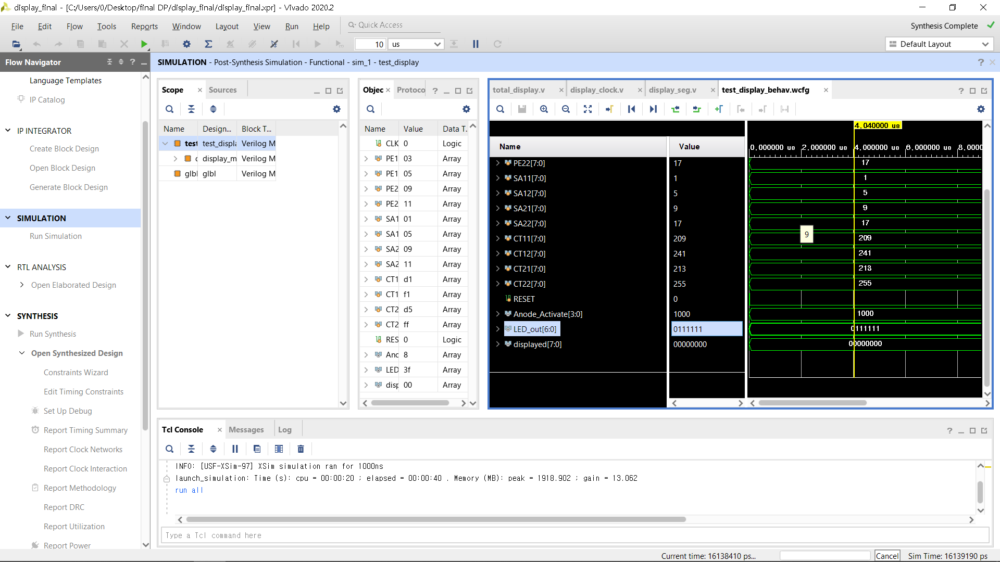 display_final - [C:/Users/0/Desktop/final DP/display_final/display_final.xpr] - Vivado 2020.2
File Edit Flow Tools Reports Window Layout View Run Help Quick Access
Synthesis Complete
10 us
Default Layout
Flow Navigator
SIMULATION - Post-Synthesis Simulation - Functional - sim_1 - test_display
Language Templates
IP Catalog
IP INTEGRATOR
Create Block Design
Open Block Design
Generate Block Design
SIMULATION
Run Simulation
RTL ANALYSIS
Open Elaborated Design
SYNTHESIS
Run Synthesis
Open Synthesized Design
Constraints Wizard
Edit Timing Constraints
Set Up Debug
Report Timing Summary
Report Clock Networks
Report Clock Interaction
Report Methodology
Report DRC
Report Utilization
Report Power
Scope Sources
Name Design... Block T...
test test_displa Verilog M
d display_m Verilog M
glbl glbl Verilog M
Objec Protoco
Name Value Data T...
CLK 0 Logic
PE1 03 Array
PE1 05 Array
PE2 09 Array
PE2 11 Array
SA1 01 Array
SA1 05 Array
SA2 09 Array
SA2 11 Array
CT1 d1 Array
CT1 f1 Array
CT2 d5 Array
CT2 ff Array
RES 0 Logic
Anc 8 Array
LED 3f Array
disp 00 Array
total_display.v display_clock.v display_seg.v test_display_behav.wcfg
4.040000 us
Name Value
0.000000 us 2.000000 us 4.000000 us 6.000000 us 8.0000
PE22[7:0] 17 17
SA11[7:0] 1 1
SA12[7:0] 5 5
SA21[7:0] 9 9
SA22[7:0] 17 17
9
CT11[7:0] 209 209
CT12[7:0] 241 241
CT21[7:0] 213 213
CT22[7:0] 255 255
RESET 0
Anode_Activate[3:0] 1000 1000
LED_out[6:0] 0111111 0111111
displayed[7:0] 00000000 00000000
Tcl Console Messages Log
INFO: [USF-XSim-97] XSim simulation ran for 1000ns
launch_simulation: Time (s): cpu = 00:00:20 ; elapsed = 00:00:40 . Memory (MB): peak = 1918.902 ; gain = 13.062
run all
Type a Tcl command here
Current time: 16138410 ps... Cancel Sim Time: 16139190 ps